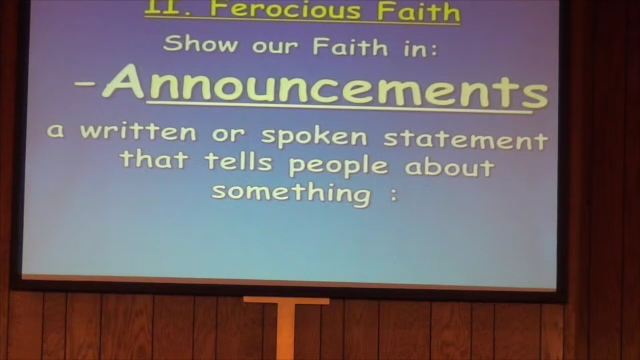 II. Ferocious Faith
Show our Faith in:
-Announcements
a written or spoken statement
that tells people about
something :